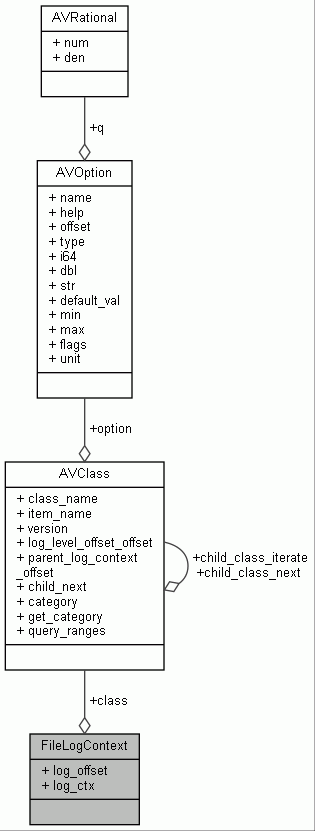 AVRational
+ num
+ den
+q
AVOption
+ name
+ help
+ offset
+ type
+ i64
+ dbl
+ str
+ default_val
+ min
+ max
+ flags
+ unit
+option
AVClass
+ class_name
+ item_name
+ version
+ log_level_offset_offset
+ parent_log_context
_offset
+ child_next
+ category
+ get_category
+ query_ranges
+child_class_iterate
+child_class_next
+class
FileLogContext
+ log_offset
+ log_ctx